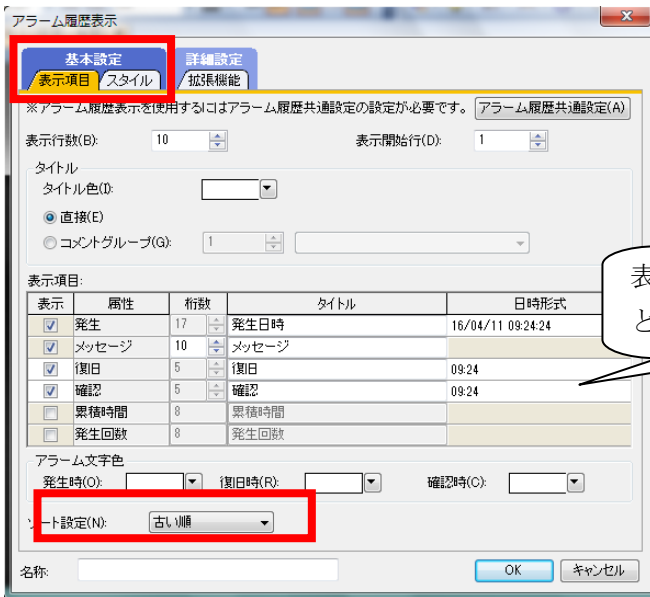 アラーム履歴表示
基本設定 詳細設定
表示項目 スタイル 拡張機能
※アラーム履歴表示を使用するにはアラーム履歴共通設定の設定が必要です。 アラーム履歴共通設定(A)
表示行数(B): 10 表示開始行(D): 1
タイトル
タイトル色(I):
直接(E)
コメントグループ(G): 1
表示項目:
表示 属性 桁数 タイトル 日時形式
発生 17 発生日時 16/04/11 09:24:24
メッセージ 10 メッセージ
復旧 5 復旧 09:24
確認 5 確認 09:24
累積時間 8 累積時間
発生回数 8 発生回数
表
と
アラーム文字色
発生時(O): 復旧時(R): 確認時(C):
ソート設定(N): 古い順
名称:
OK キャンセル